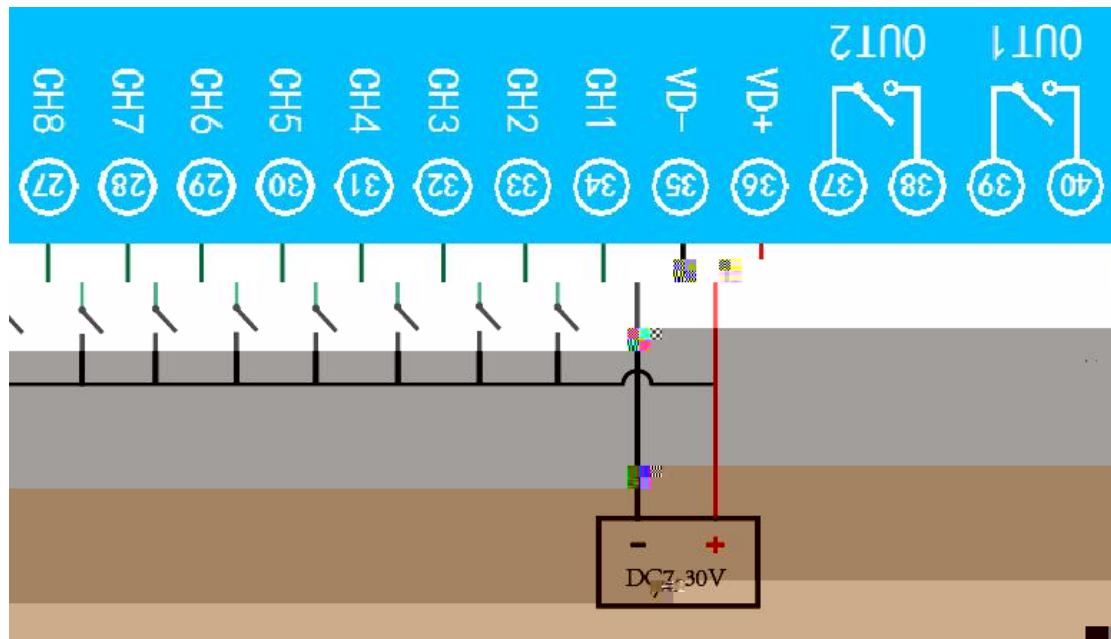 OUT2 OUT1
CH8 CH7 CH6 CH5 CH4 CH3 CH2 CH1 VD- VD+
27 28 29 30 31 32 33 34 35 36 37 38 39 40
- +
DC7 30V